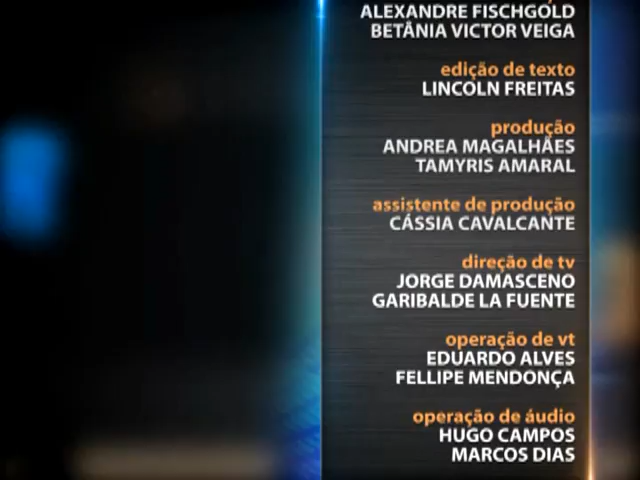 ALEXANDRE FISCHGOLD
BETÂNIA VICTOR VEIGA
edição de texto
LINCOLN FREITAS
produção
ANDREA MAGALHÃES
TAMYRIS AMARAL
assistente de produção
CÁSSIA CAVALCANTE
direção de tv
JORGE DAMASCENO
GARIBALDE LA FUENTE
operação de vt
EDUARDO ALVES
FELLIPE MENDONÇA
operação de áudio
HUGO CAMPOS
MARCOS DIAS